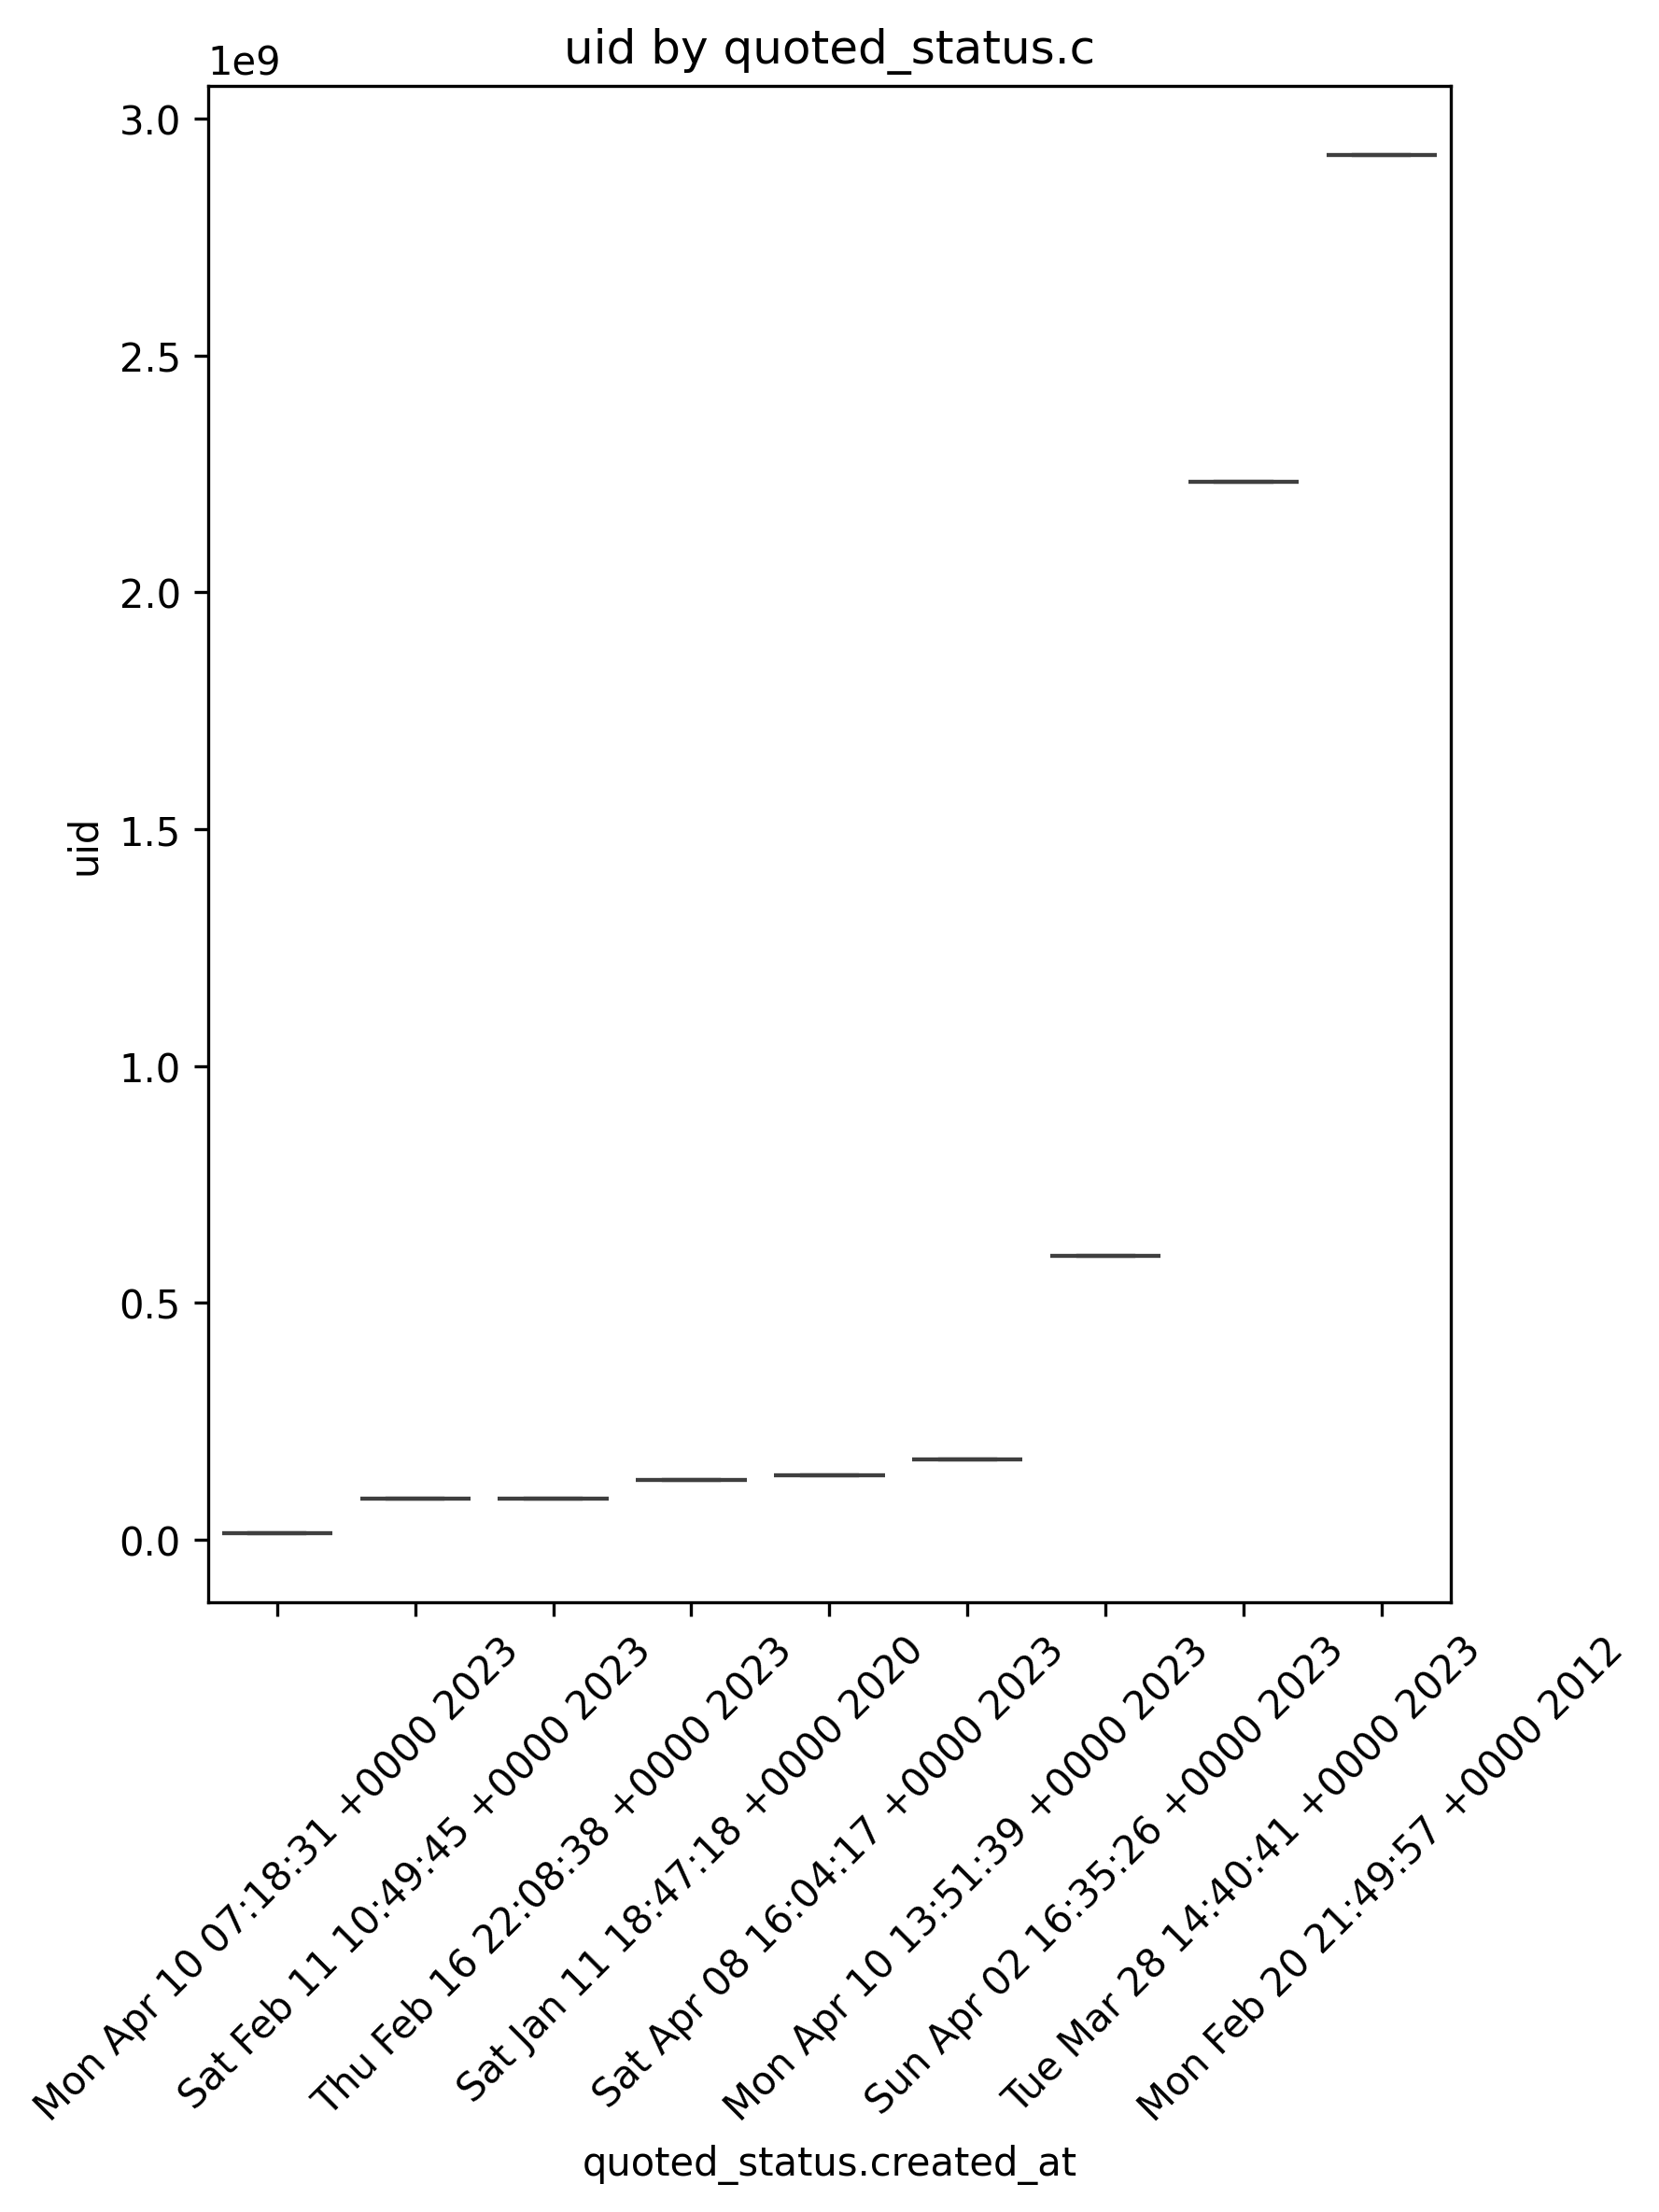 uid by quoted_status.c
1e9
3.0
2.5
2.0
1.5
1.0
0.5
0.0
uid
Mon Apr 10 07:18:31 +0000 2023
Sat Feb 11 10:49:45 +0000 2023
Thu Feb 16 22:08:38 +0000 2023
Sat Jan 11 18:47:18 +0000 2020
Sat Apr 08 16:04:17 +0000 2023
Mon Apr 10 13:51:39 +0000 2023
Sun Apr 02 16:35:26 +0000 2023
Tue Mar 28 14:40:41 +0000 2023
Mon Feb 20 21:49:57 +0000 2012
quoted_status.created_at